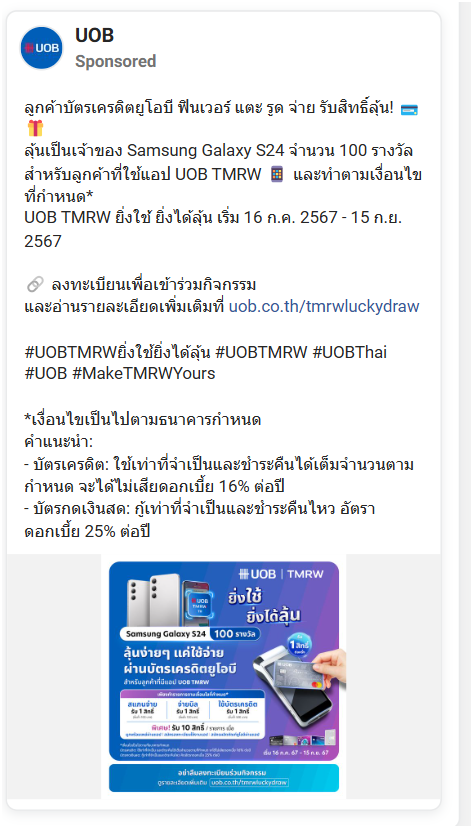 UOB
Sponsored
ลูกค้าบัตรเครดิตยูโอบี ฟินเวอร์ แตะ รูด จ่าย รับสิทธิ์ลุ้น! 💳
🎁
ลุ้นเป็นเจ้าของ Samsung Galaxy S24 จำนวน 100 รางวัล
สำหรับลูกค้าที่ใช้แอป UOB TMRW 📱 และทำตามเงื่อนไข
ที่กำหนด*
UOB TMRW ยิ่งใช้ ยิ่งได้ลุ้น เริ่ม 16 ก.ค. 2567 - 15 ก.ย.
2567
🔗 ลงทะเบียนเพื่อเข้าร่วมกิจกรรม
และอ่านรายละเอียดเพิ่มเติมที่ uob.co.th/tmrwluckydraw
#UOBTMRWยิ่งใช้ยิ่งได้ลุ้น #UOBTMRW #UOBThai
#UOB #MakeTMRWYours
*เงื่อนไขเป็นไปตามธนาคารกำหนด
คำแนะนำ:
- บัตรเครดิต: ใช้เท่าที่จำเป็นและชำระคืนได้เต็มจำนวนตาม
กำหนด จะได้ไม่เสียดอกเบี้ย 16% ต่อปี
- บัตรกดเงินสด: กู้เท่าที่จำเป็นและชำระคืนไหว อัตรา
ดอกเบี้ย 25% ต่อปี
UOB | TMRW
ยิ่งใช้
ยิ่งได้ลุ้น
Samsung Galaxy S24 100 รางวัล
ลุ้นง่ายๆ แค่ใช้จ่าย
ผ่านบัตรเครดิตยูโอบี
สำหรับลูกค้าที่มีแอป UOB TMRW
1 สิทธิ์
สแกนจ่าย จ่ายบิล ใช้บัตรเครดิต
รับ 1 สิทธิ์ รับ 1 สิทธิ์ รับ 1 สิทธิ์
พิเศษ! รับ 10 สิทธิ์
เริ่ม 16 ก.ค. 67 - 15 ก.ย. 67
อย่าลืมลงทะเบียนร่วมกิจกรรม
ดูรายละเอียดเพิ่มเติม uob.co.th/tmrwluckydraw